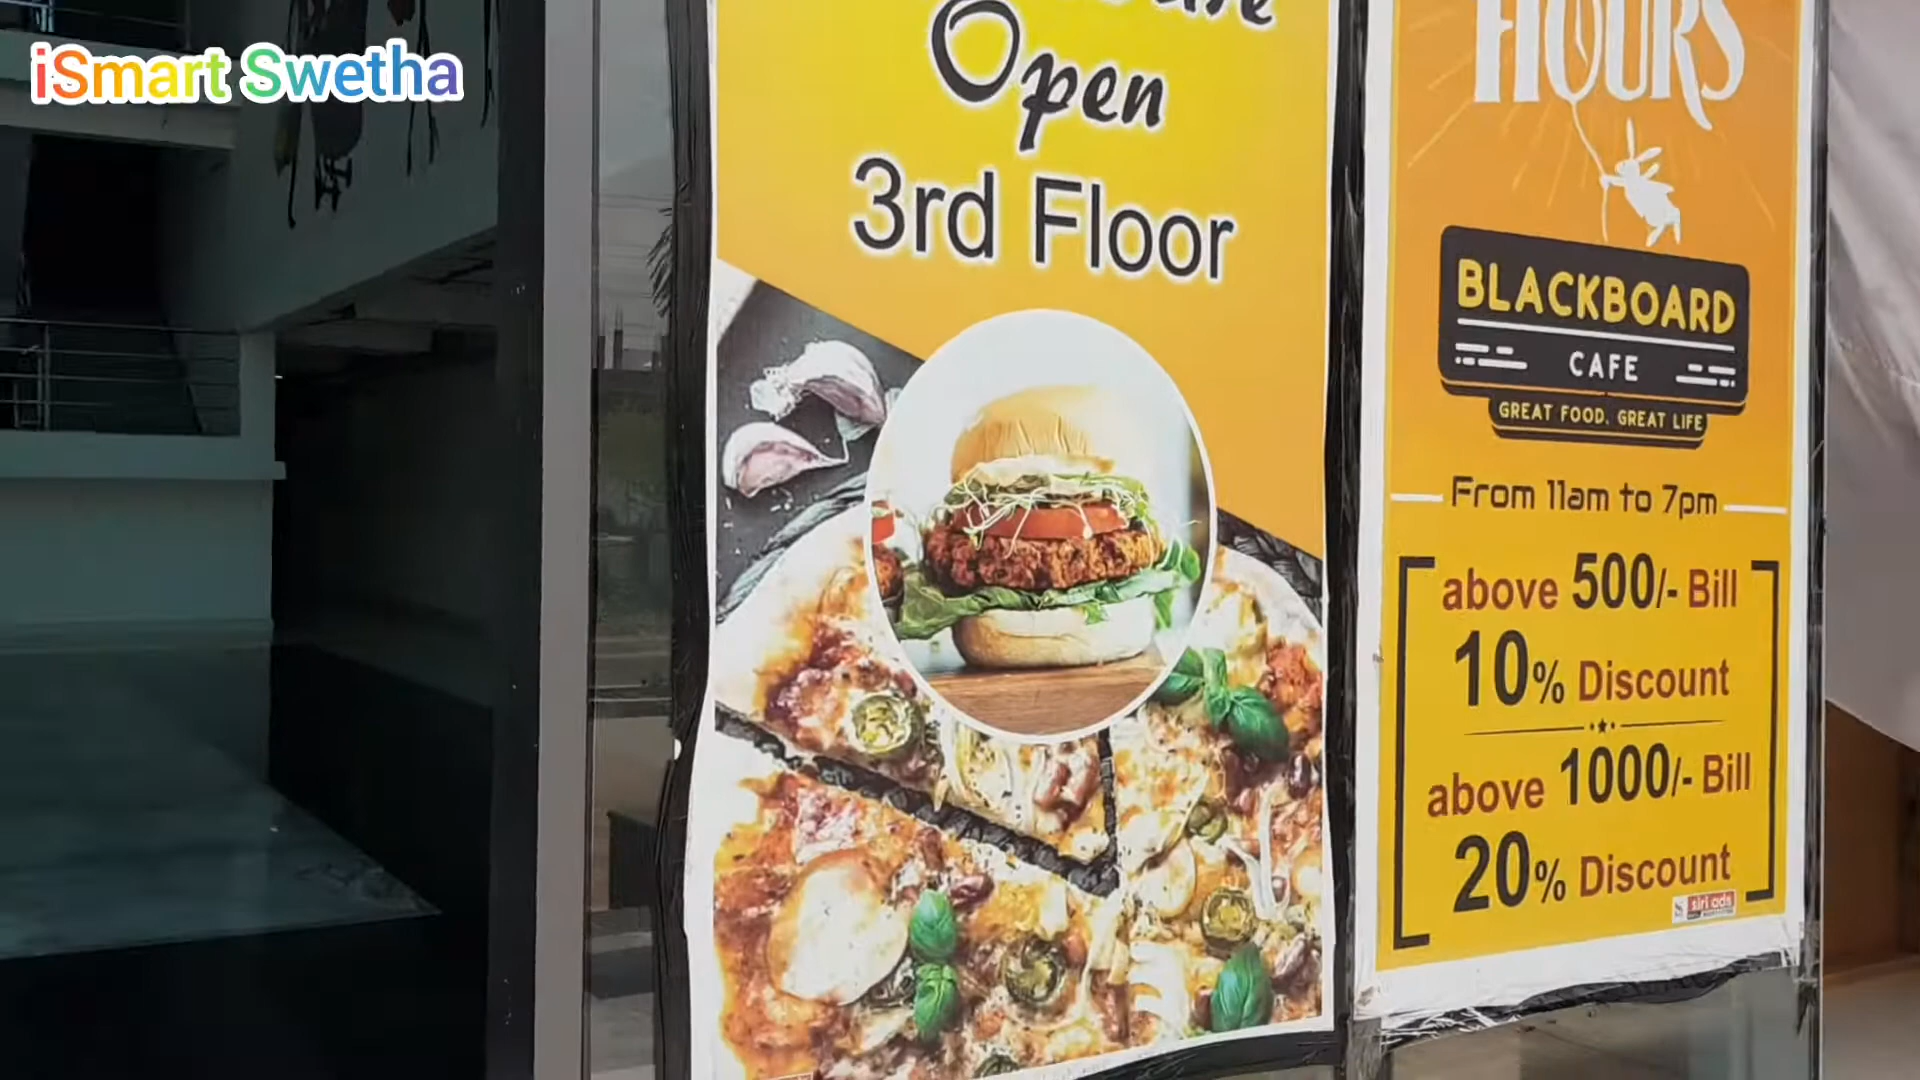 iSmart Swetha
Open
3rd Floor
HOURS
BLACKBOARD
CAFE
GREAT FOOD. GREAT LIFE
From 11am to 7pm
above 500/- Bill
10% Discount
above 1000/- Bill
20% Discount
siri ads